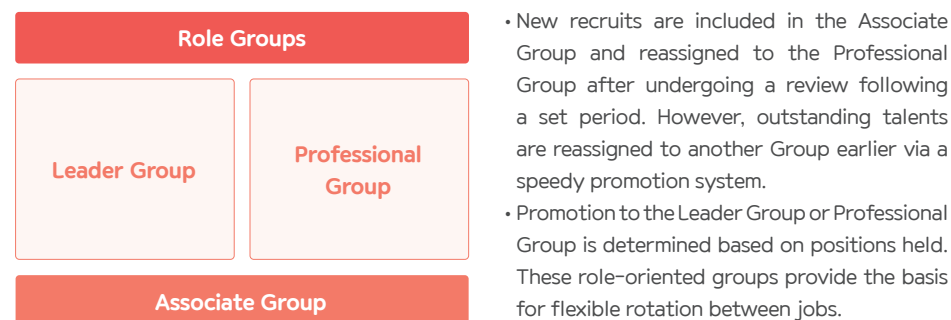 Role Groups
Leader Group
Professional
Group
Associate Group
• New recruits are included in the Associate
Group and reassigned to the Professional
Group after undergoing a review following
a set period. However, outstanding talents
are reassigned to another Group earlier via a
speedy promotion system.
• Promotion to the Leader Group or Professional
Group is determined based on positions held.
These role-oriented groups provide the basis
for flexible rotation between jobs.